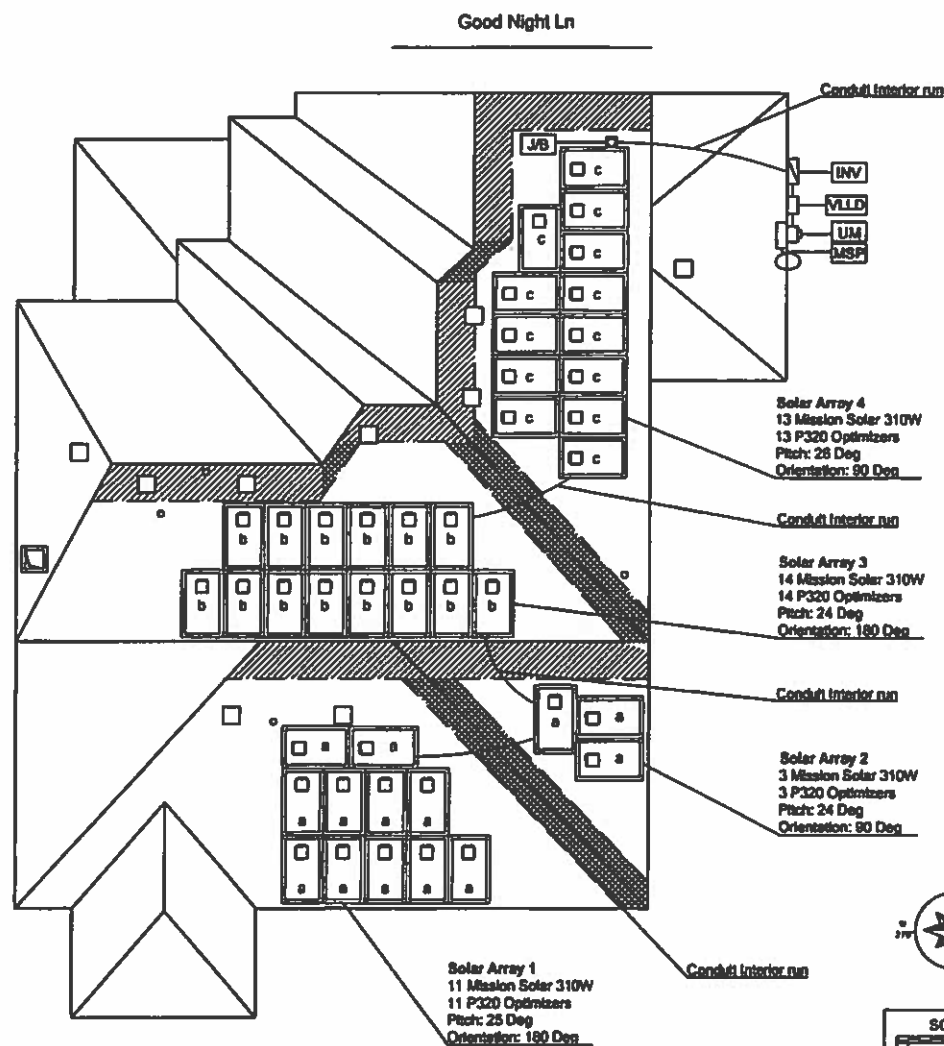 Good Night Ln
Conduit Interior run
J/B
INV
VLLD
UM
MSP
c
c
c
c
c c
c c
c c
c c
c
Solar Array 4
13 Mission Solar 310W
13 P320 Optimizers
Pitch: 26 Deg
Orientation: 90 Deg
Conduit Interior run
b b b b b b
b b b b b b b b
Solar Array 3
14 Mission Solar 310W
14 P320 Optimizers
Pitch: 24 Deg
Orientation: 180 Deg
Conduit Interior run
a a
a
Solar Array 2
3 Mission Solar 310W
3 P320 Optimizers
Pitch: 24 Deg
Orientation: 90 Deg
a a
a a a a
a a a a a
Conduit Interior run
Solar Array 1
11 Mission Solar 310W
11 P320 Optimizers
Pitch: 25 Deg
Orientation: 180 Deg